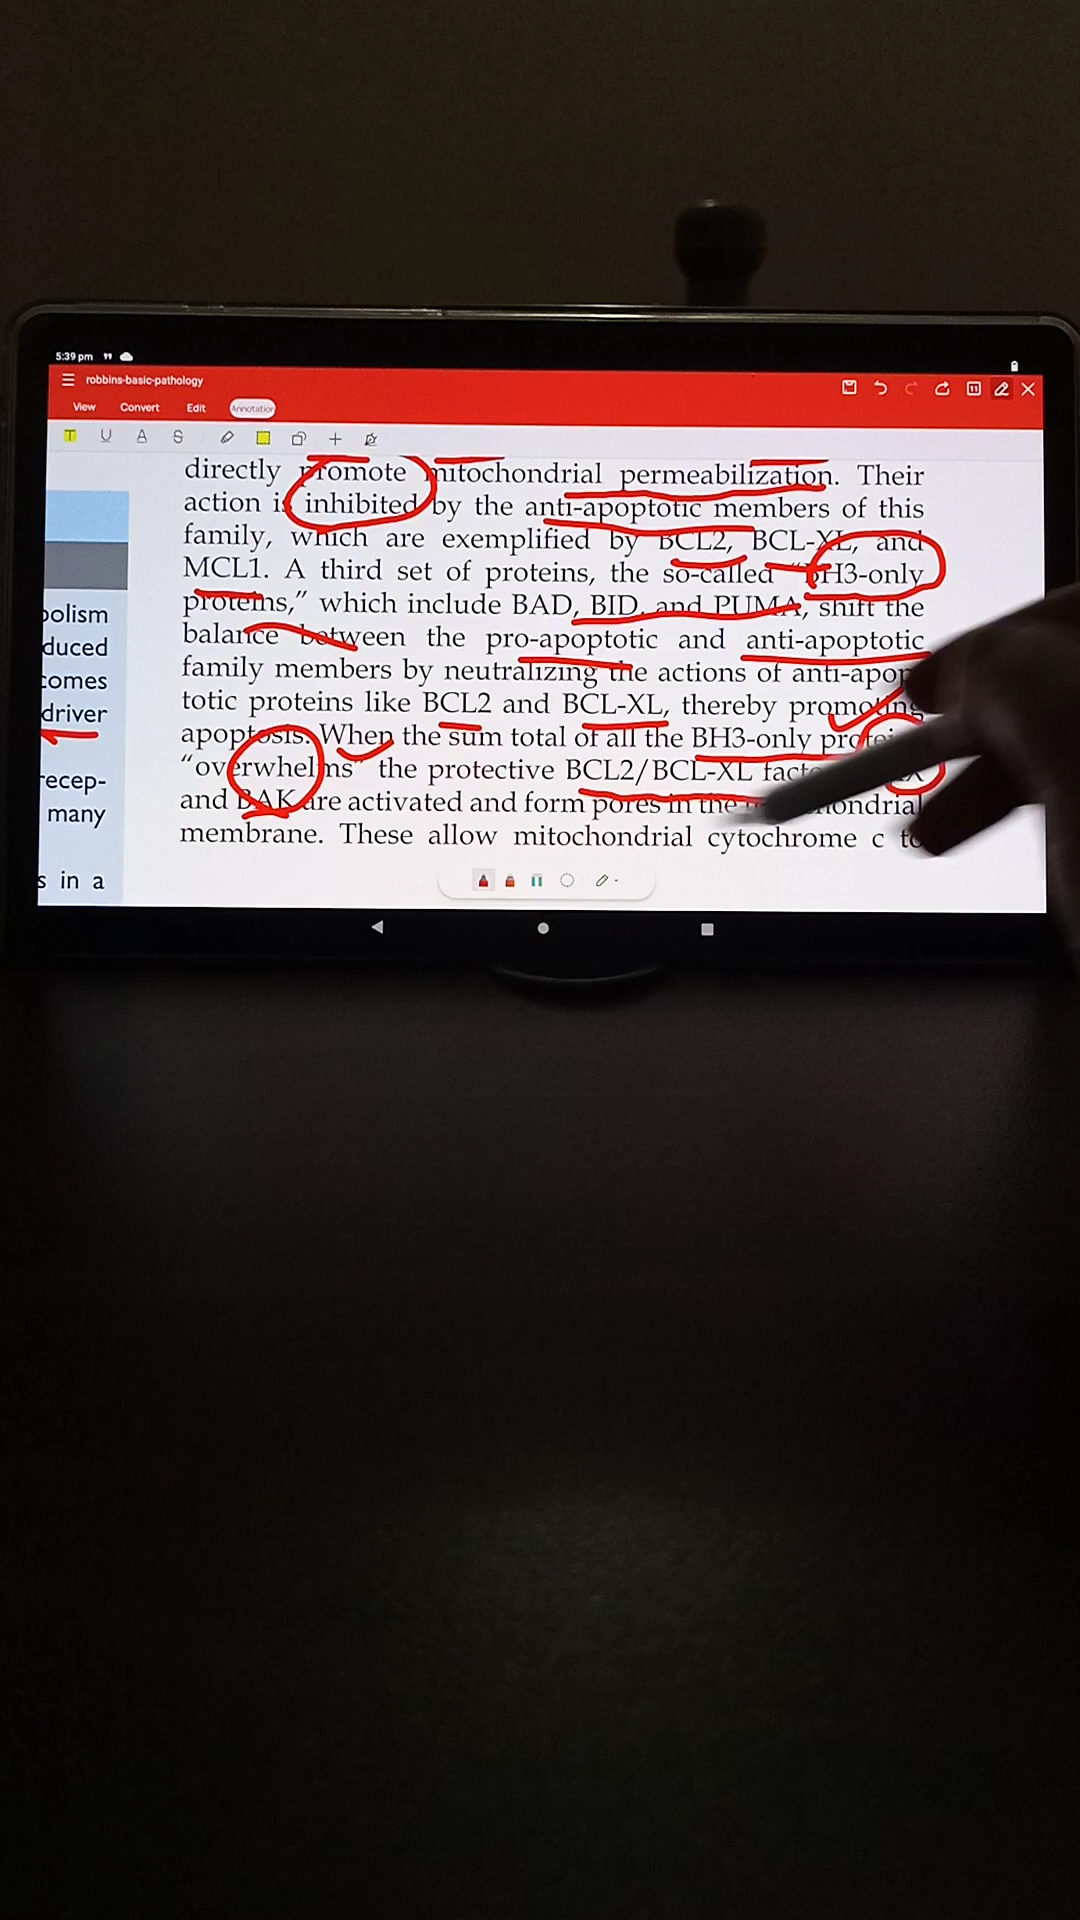 5:39 pm
robbins-basic-pathology
View Convert Edit Annotation
T U A S
directly promote mitochondrial permeabilization. Their
action is inhibited by the anti-apoptotic members of this
family, which are exemplified by BCL2, BCL-XL, and
MCL1. A third set of proteins, the so-called “BH3-only
proteins,” which include BAD, BID, and PUMA, shift the
balance between the pro-apoptotic and anti-apoptotic
family members by neutralizing the actions of anti-apop
totic proteins like BCL2 and BCL-XL, thereby promoting
apoptosis. When the sum total of all the BH3-only
“overwhelms” the protective BCL2/BCL-XL
and BAK are activated and form pores in the
membrane. These allow mitochondrial cytochrome c to
polism
duced
comes
driver
recep-
many
s in a